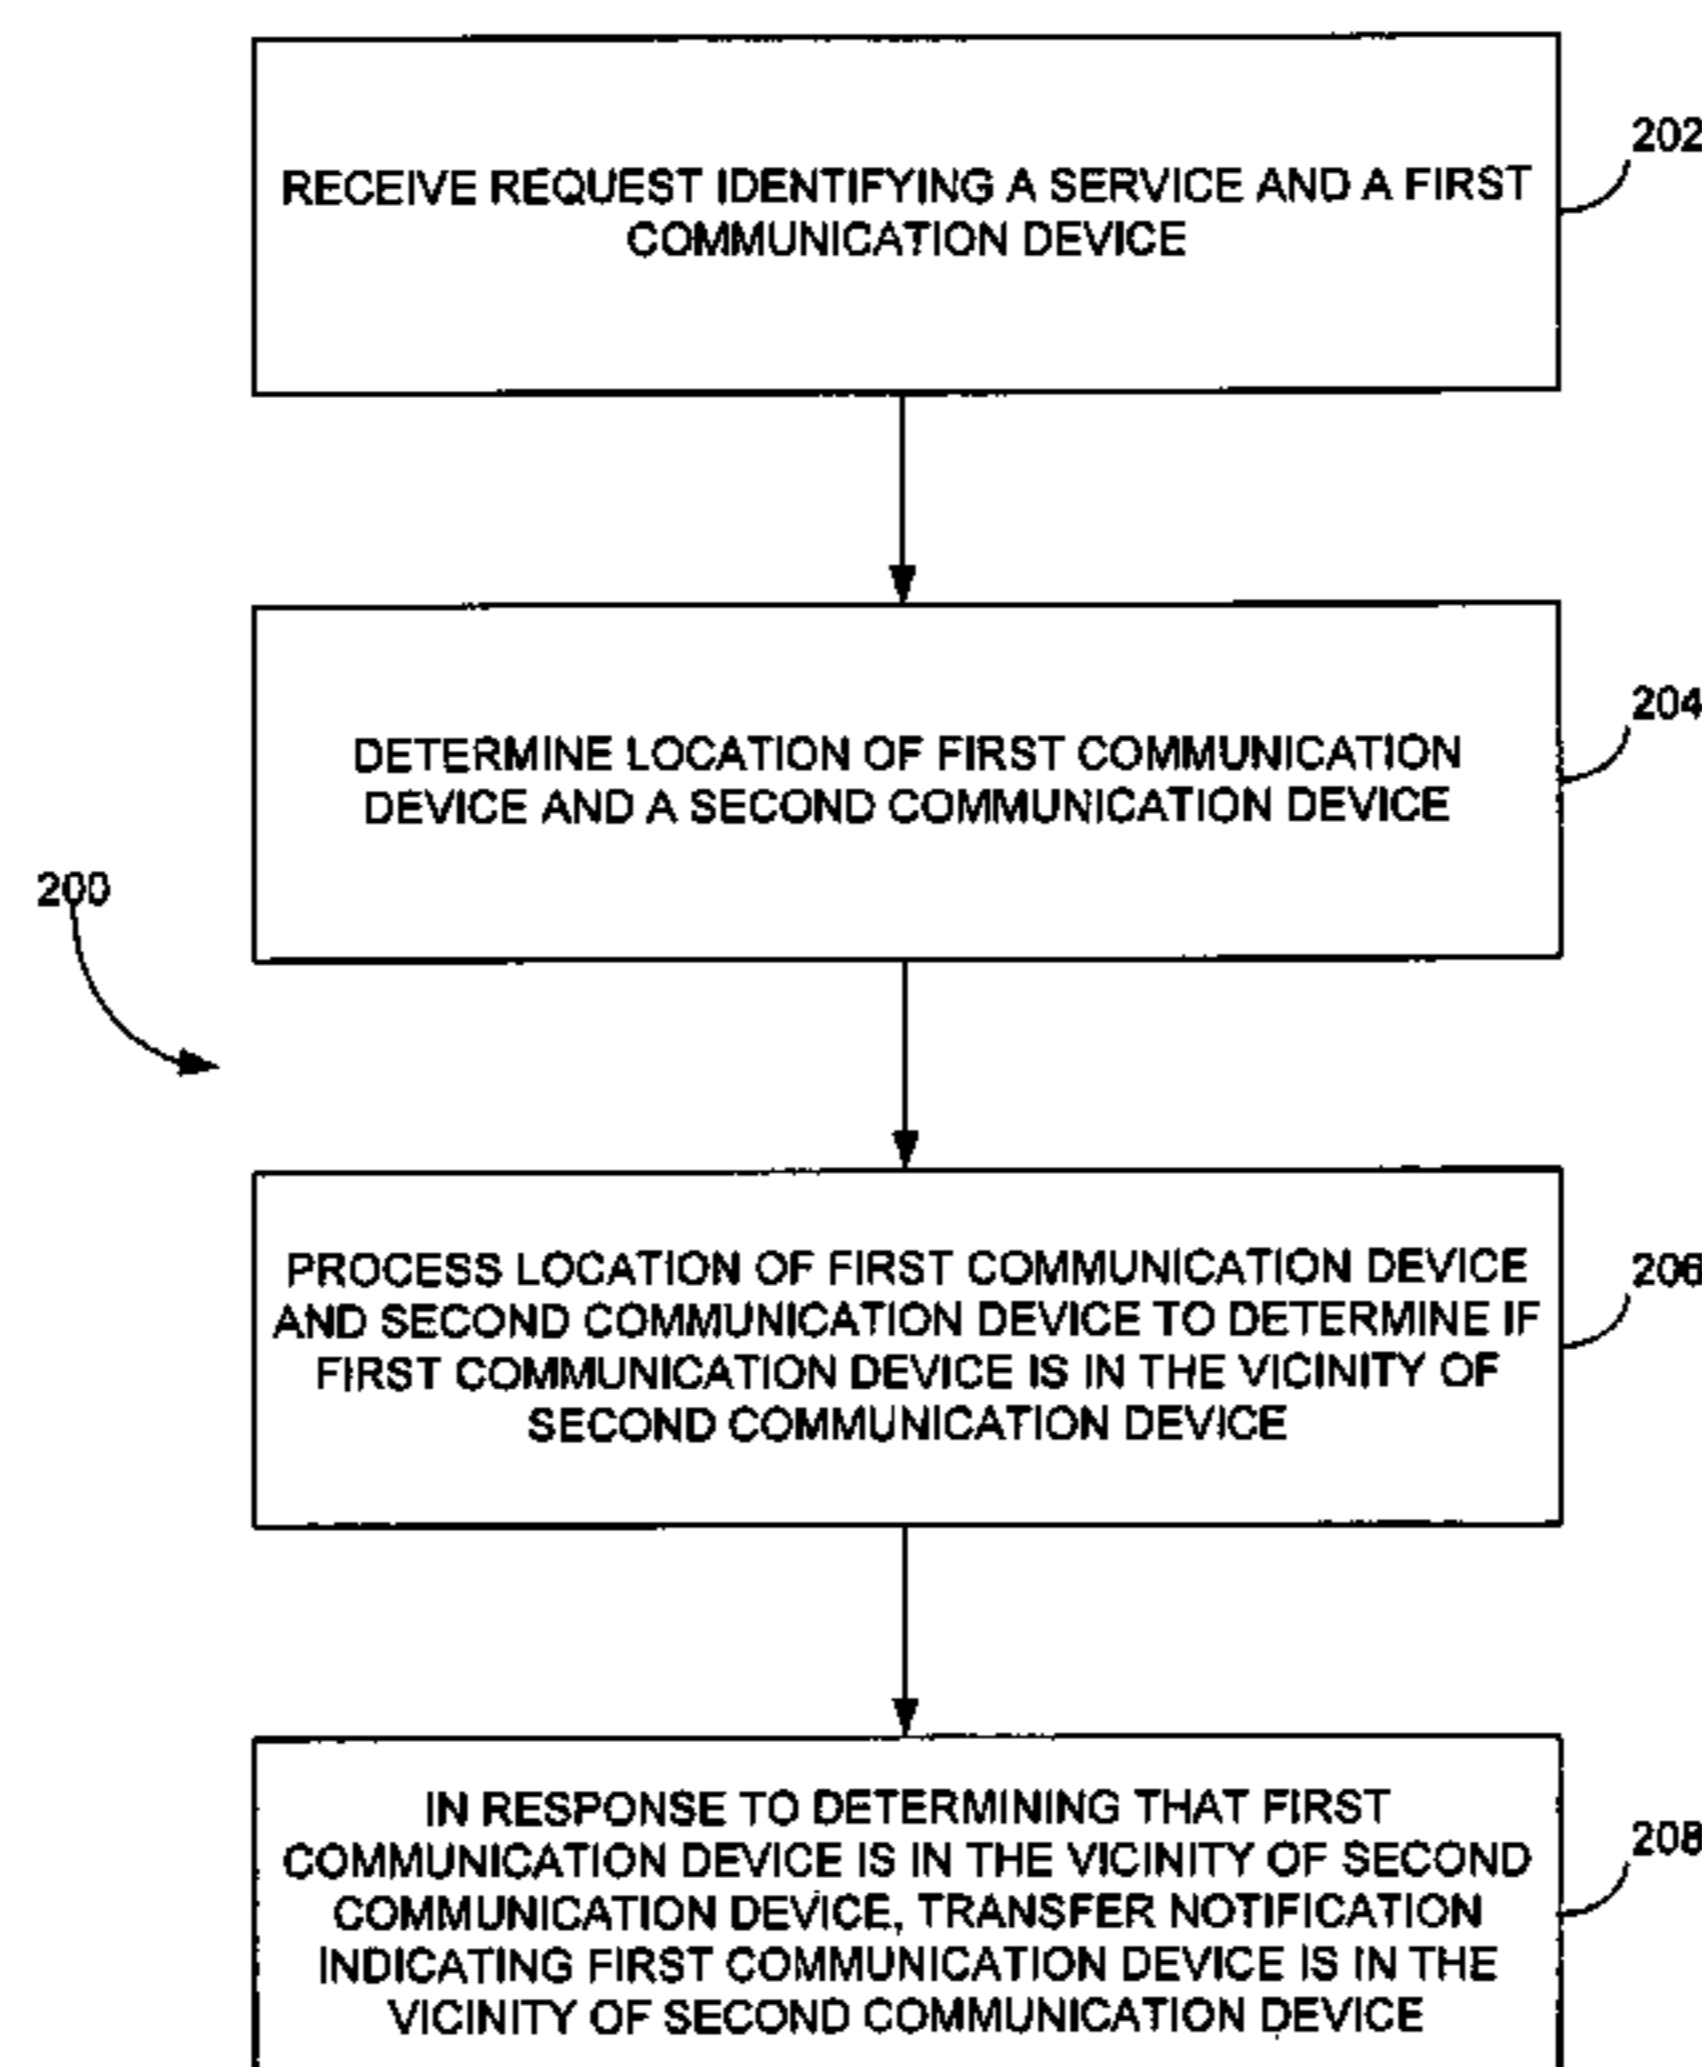 202
RECEIVE REQUEST IDENTIFYING A SERVICE AND A FIRST
COMMUNICATION DEVICE
204
DETERMINE LOCATION OF FIRST COMMUNICATION
DEVICE AND A SECOND COMMUNICATION DEVICE
200
206
PROCESS LOCATION OF FIRST COMMUNICATION DEVICE
AND SECOND COMMUNICATION DEVICE TO DETERMINE IF
FIRST COMMUNICATION DEVICE IS IN THE VICINITY OF
SECOND COMMUNICATION DEVICE
208
IN RESPONSE TO DETERMINING THAT FIRST
COMMUNICATION DEVICE IS IN THE VICINITY OF SECOND
COMMUNICATION DEVICE, TRANSFER NOTIFICATION
INDICATING FIRST COMMUNICATION DEVICE IS IN THE
VICINITY OF SECOND COMMUNICATION DEVICE